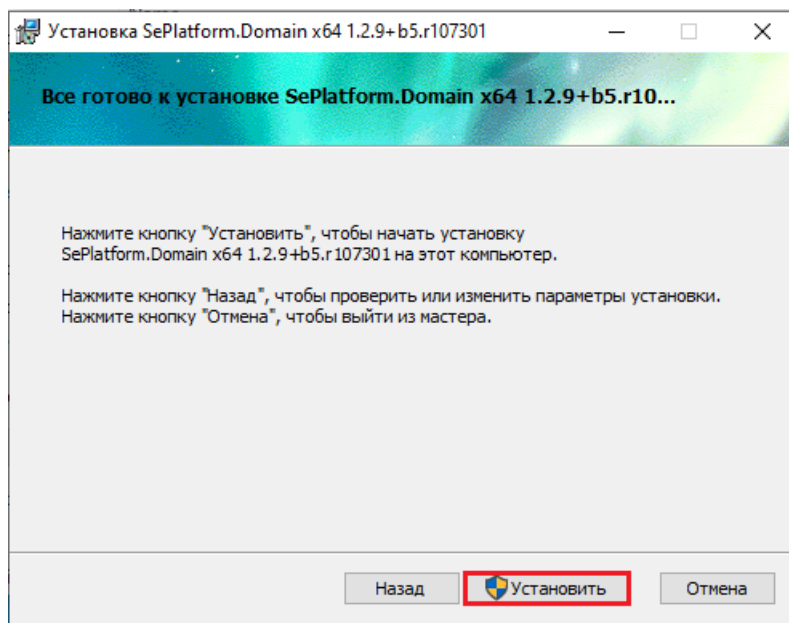 Установка SePlatform.Domain x64 1.2.9+b5.r107301
Все готово к установке SePlatform.Domain x64 1.2.9+b5.r10...
Нажмите кнопку "Установить", чтобы начать установку
SePlatform.Domain x64 1.2.9+b5.r107301 на этот компьютер.
Нажмите кнопку "Назад", чтобы проверить или изменить параметры установки.
Нажмите кнопку "Отмена", чтобы выйти из мастера.
Назад
Установить
Отмена